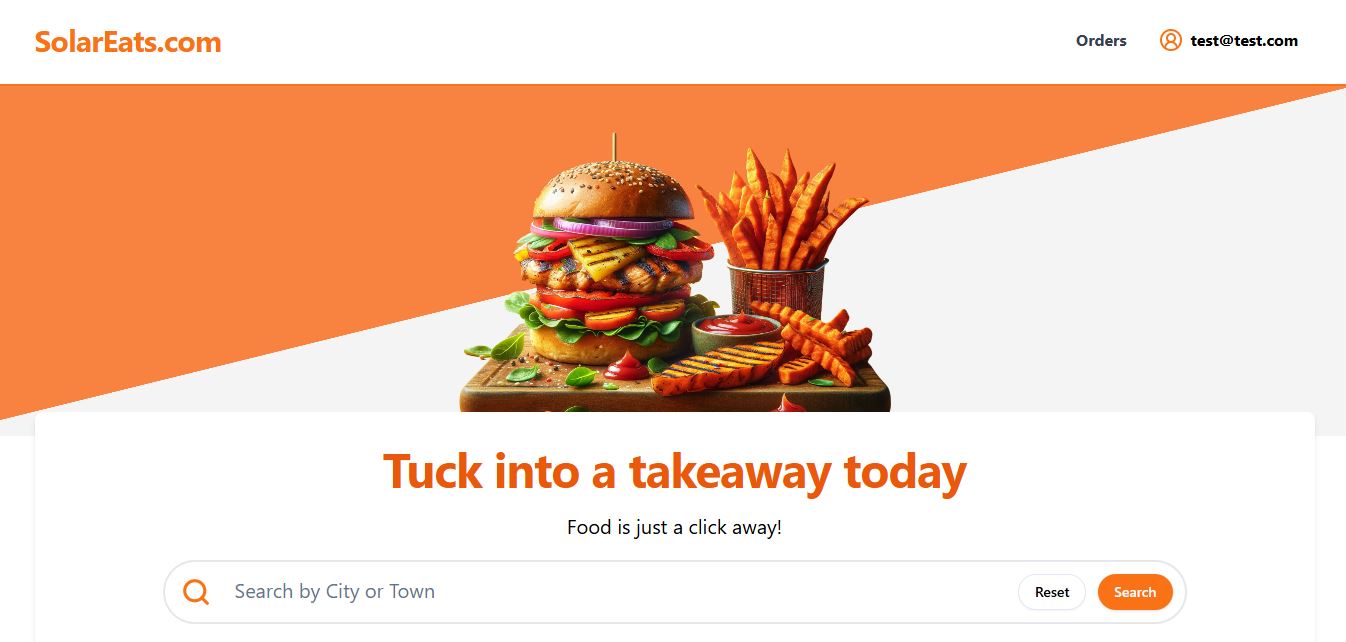 SolarEats.com
Orders
test@test.com
Tuck into a takeaway today
Food is just a click away!
Search by City or Town
Reset
Search